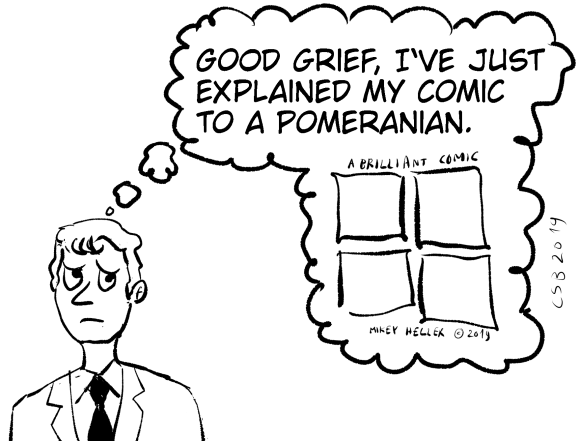 GOOD GRIEF, I'VE JUST
EXPLAINED MY COMIC
TO A POMERANIAN.
A BRILLIANT COMIC
MIKEY HELLER © 2019
CSB 2019